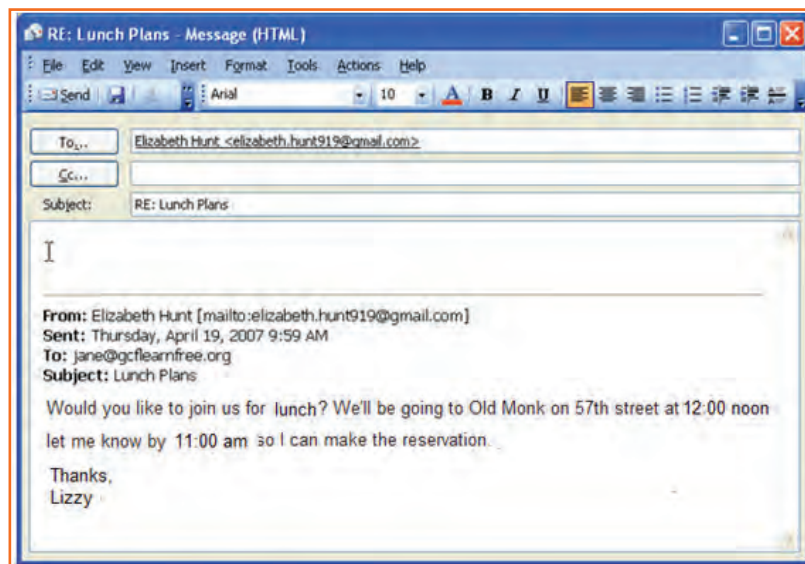 RE: Lunch Plans - Message (HTML)
File Edit View Insert Format Tools Actions Help
Send Arial 10 A B I U
To... Elizabeth Hunt <elizabeth.hunt919@gmail.com>
Cc...
Subject: RE: Lunch Plans
From: Elizabeth Hunt [mailto:elizabeth.hunt919@gmail.com]
Sent: Thursday, April 19, 2007 9:59 AM
To: jane@gcflearnfree.org
Subject: Lunch Plans
Would you like to join us for lunch? We'll be going to Old Monk on 57th street at 12:00 noon
let me know by 11:00 am so I can make the reservation.
Thanks,
Lizzy